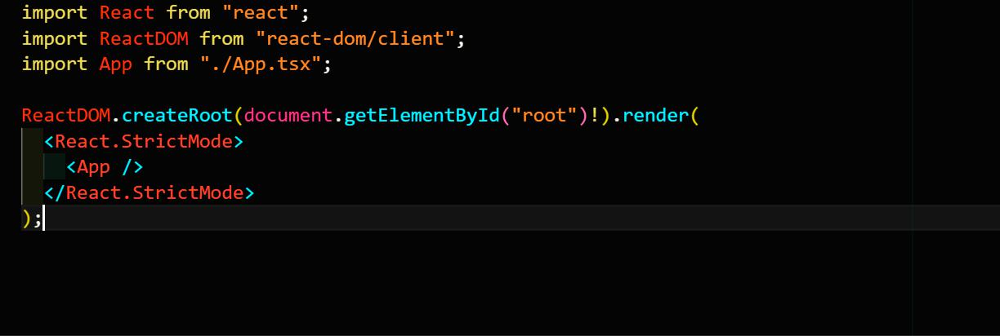 import React from "react";
import ReactDOM from "react-dom/client";
import App from "./App.tsx";
ReactDOM.createRoot(document.getElementById("root")!).render(
<React.StrictMode>
<App />
</React.StrictMode>
);